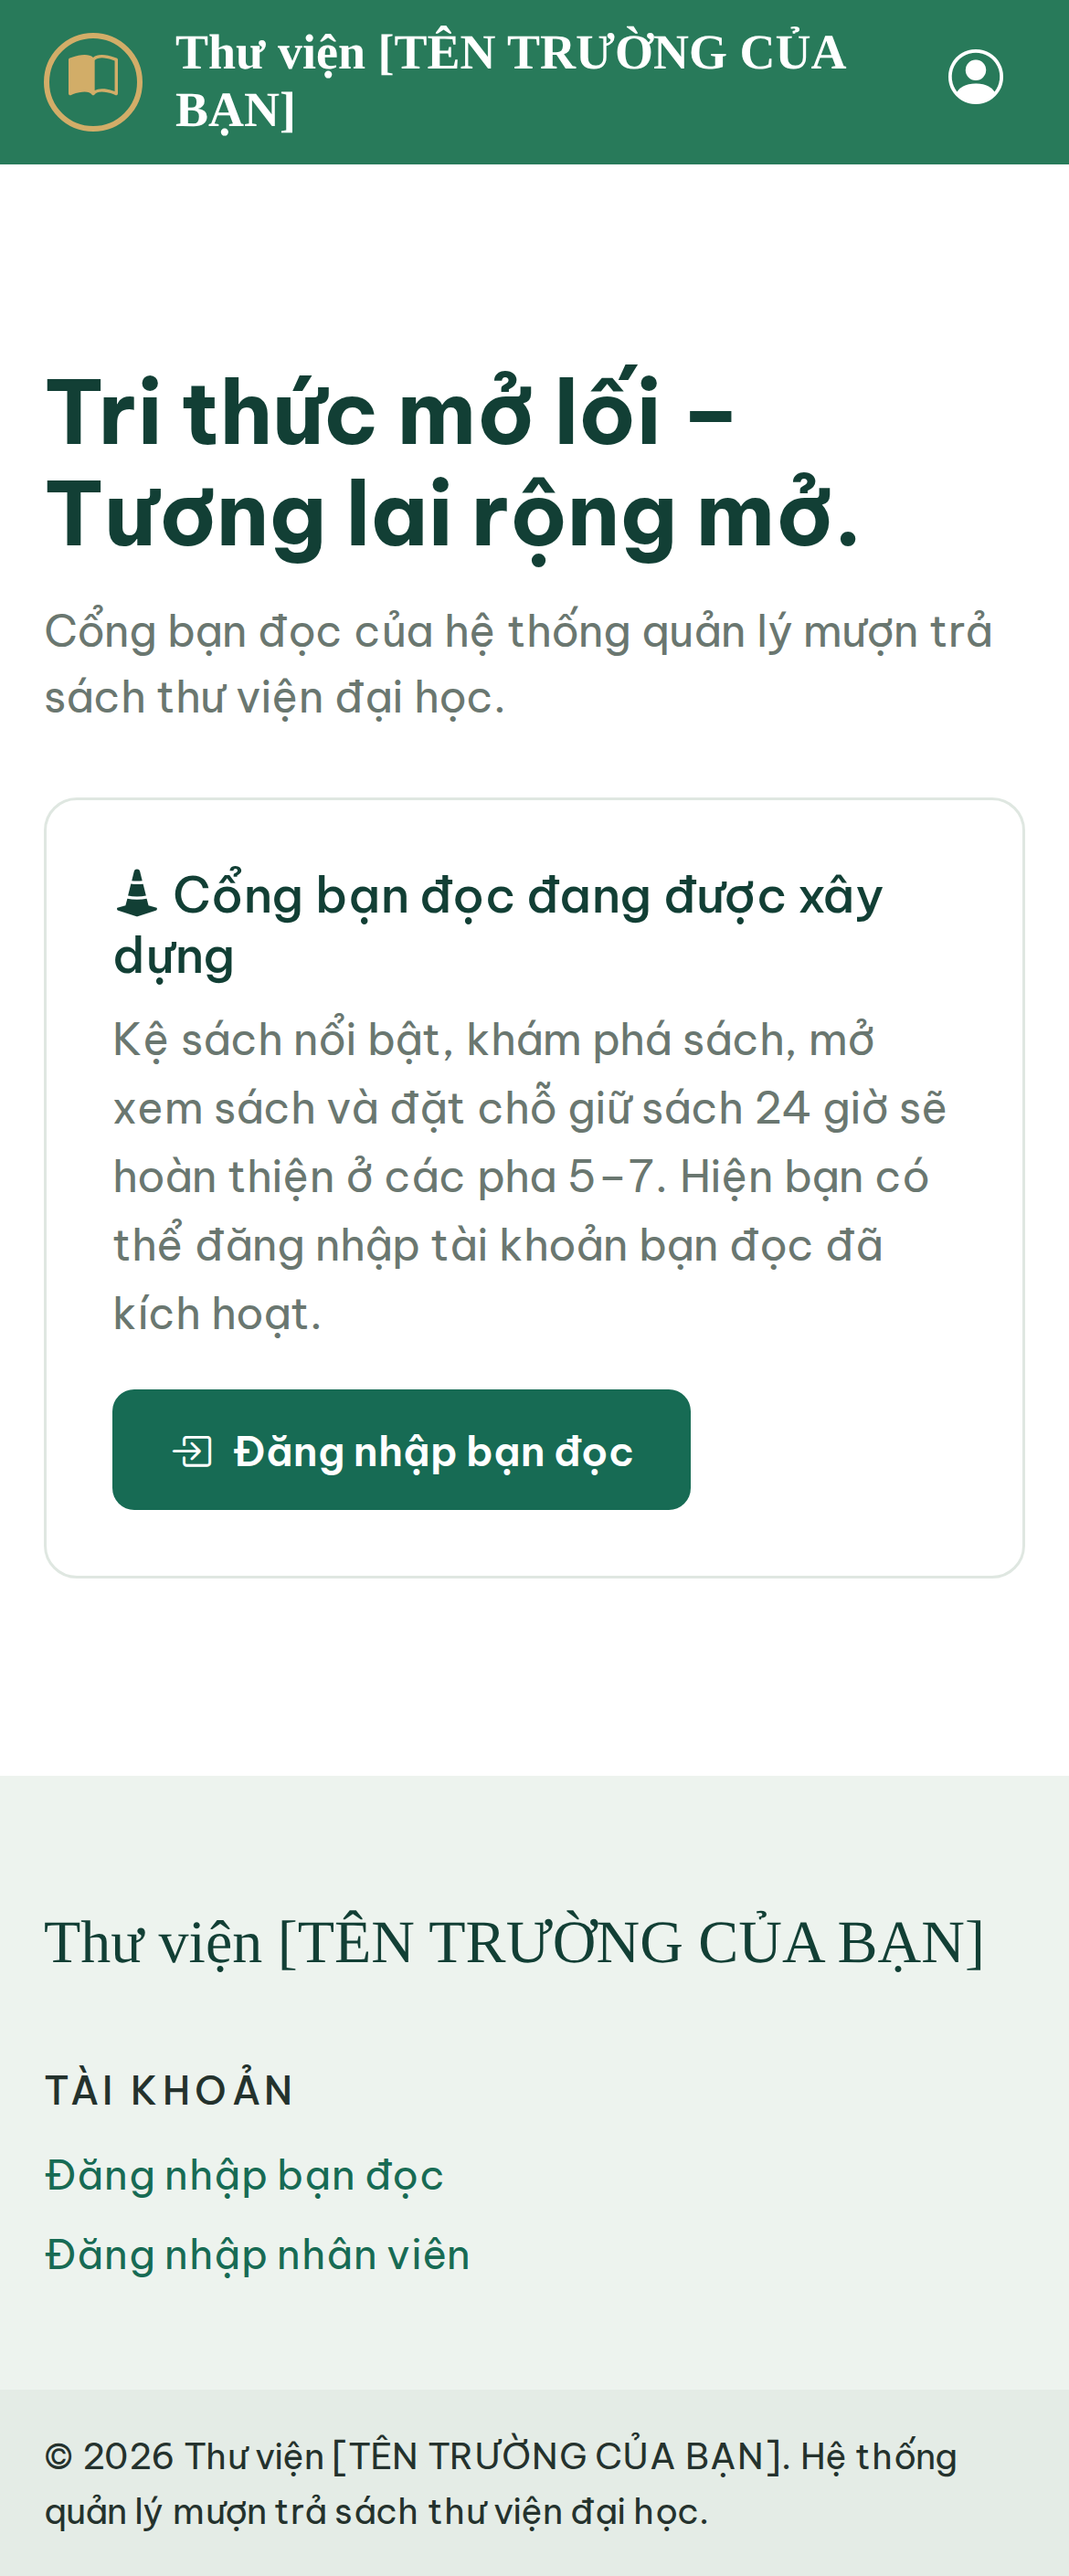 Thư viện [TÊN TRƯỜNG CỦA
BẠN]
Tri thức mở lối –
Tương lai rộng mở.
Cổng bạn đọc của hệ thống quản lý mượn trả
sách thư viện đại học.
Cổng bạn đọc đang được xây
dựng
Kệ sách nổi bật, khám phá sách, mở
xem sách và đặt chỗ giữ sách 24 giờ sẽ
hoàn thiện ở các pha 5–7. Hiện bạn có
thể đăng nhập tài khoản bạn đọc đã
kích hoạt.
Đăng nhập bạn đọc
Thư viện [TÊN TRƯỜNG CỦA BẠN]
TÀI KHOẢN
Đăng nhập bạn đọc
Đăng nhập nhân viên
© 2026 Thư viện [TÊN TRƯỜNG CỦA BẠN]. Hệ thống
quản lý mượn trả sách thư viện đại học.